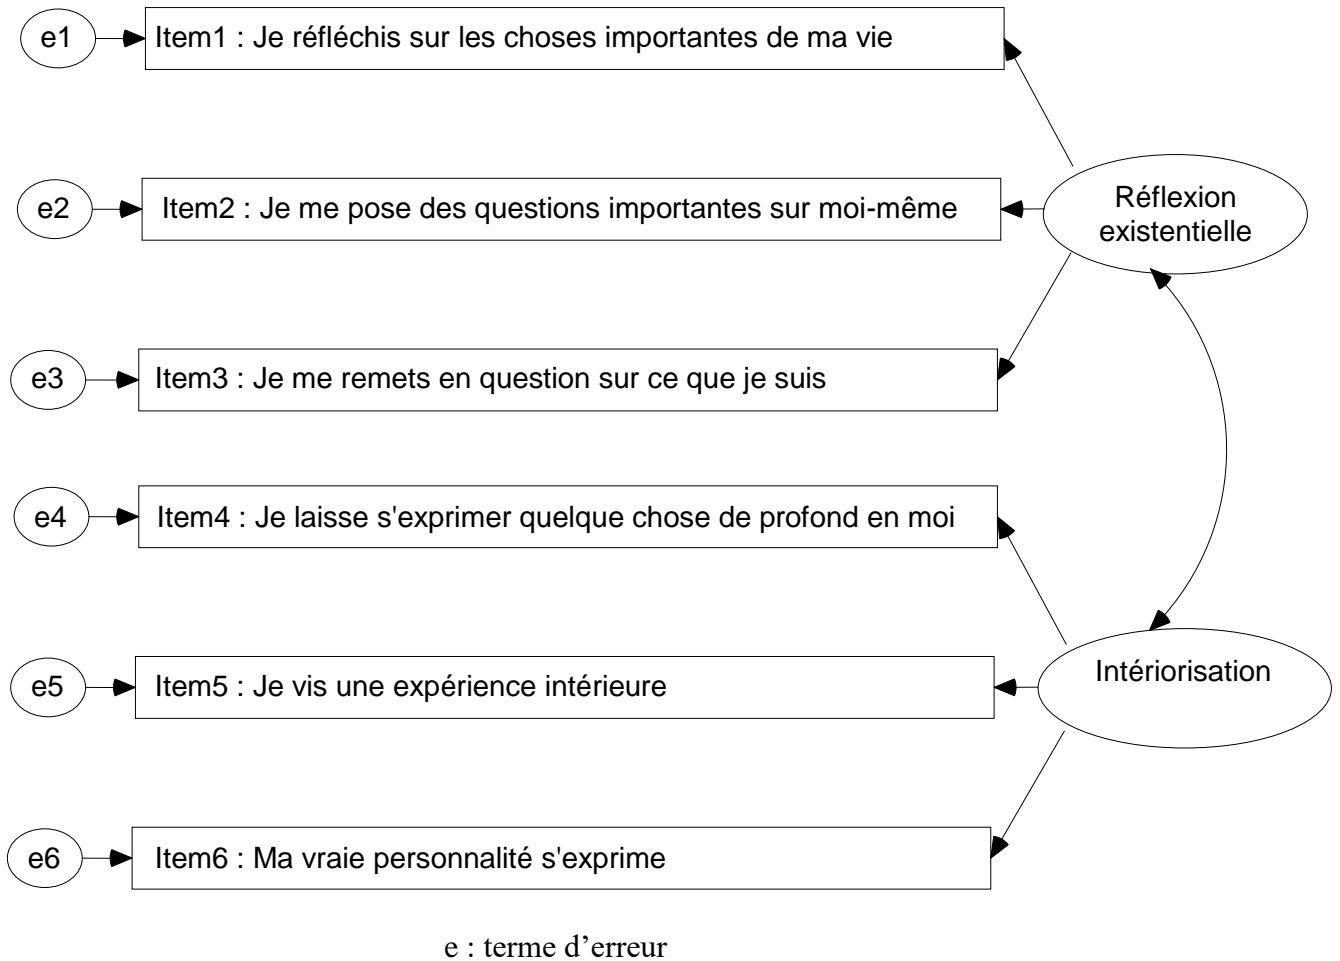 e1
Item1 : Je réfléchis sur les choses importantes de ma vie
e2
Item2 : Je me pose des questions importantes sur moi-même
Réflexion
existentielle
e3
Item3 : Je me remets en question sur ce que je suis
e4
Item4 : Je laisse s'exprimer quelque chose de profond en moi
e5
Item5 : Je vis une expérience intérieure
Intériorisation
e6
Item6 : Ma vraie personnalité s'exprime
e : terme d’erreur